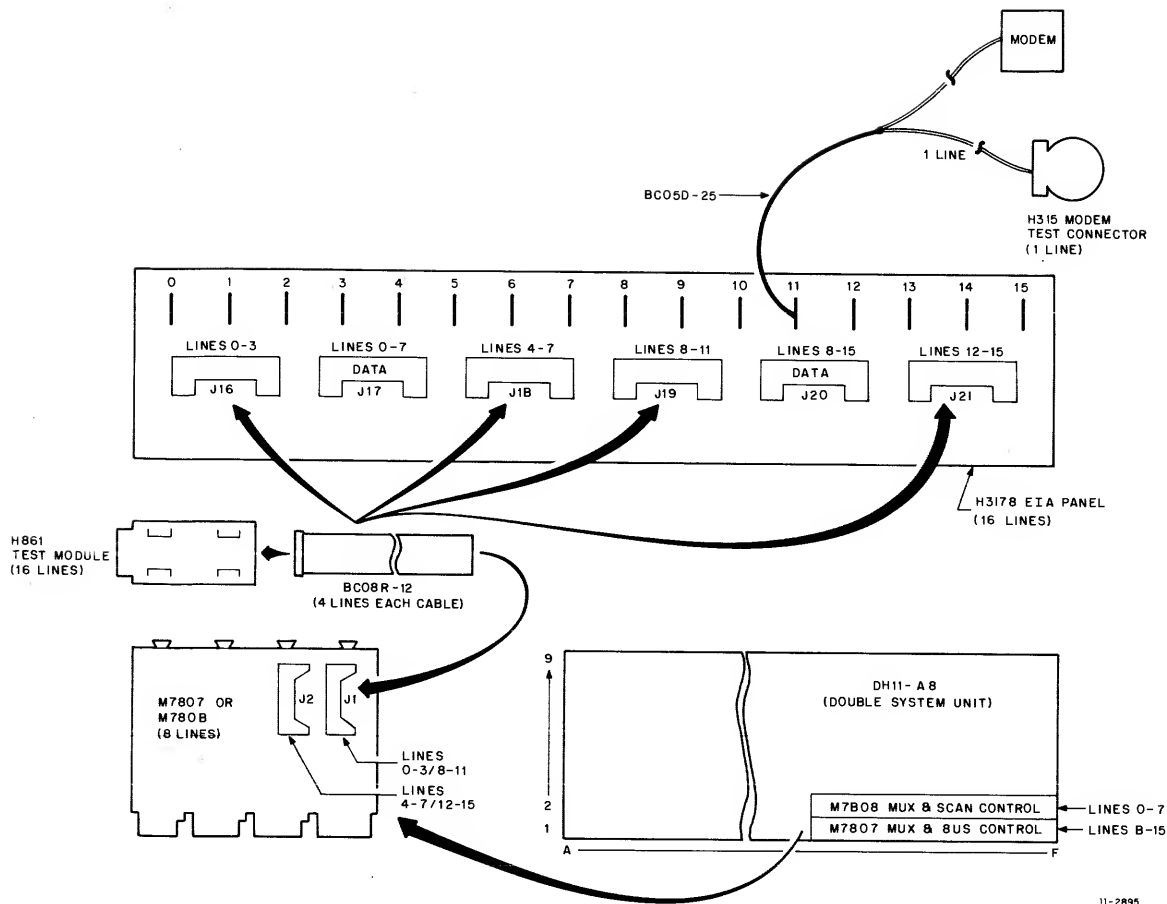 MODEM
1 LINE
BC05D-25
H315 MODEM
TEST CONNECTOR
(1 LINE)
0 1 2 3 4 5 6 7 8 9 10 11 12 13 14 15
LINES 0-3
LINES 0-7
LINES 4-7
LINES 8-11
LINES 8-15
LINES 12-15
DATA
DATA
J16
J17
J1B
J19
J20
J21
H3178 EIA PANEL
(16 LINES)
H861
TEST MODULE
(16 LINES)
BC08R-12
(4 LINES EACH CABLE)
M7807 OR
M780B
(8 LINES)
J2
J1
LINES
0-3/8-11
LINES
4-7/12-15
9
DH11-A8
(DOUBLE SYSTEM UNIT)
2
M7B08 MUX & SCAN CONTROL
LINES 0-7
1
M7807 MUX & 8US CONTROL
LINES B-15
A
F
11-2895